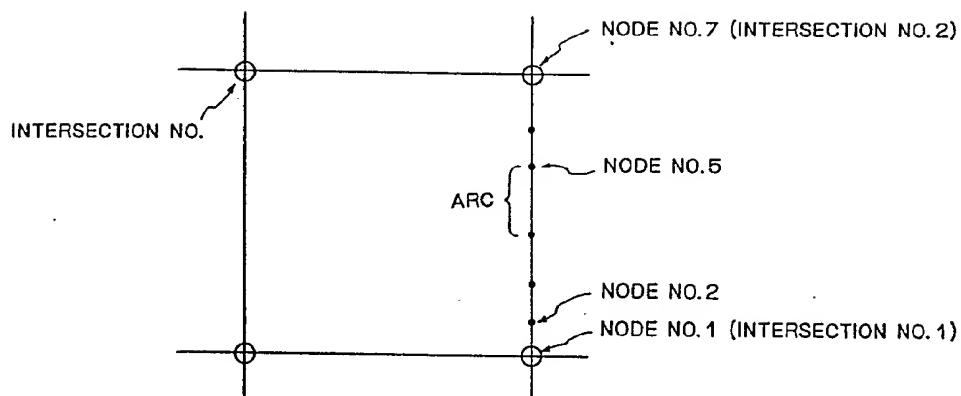 NODE NO.7 (INTERSECTION NO.2)
INTERSECTION NO.
NODE NO.5
ARC
NODE NO.2
NODE NO.1 (INTERSECTION NO.1)